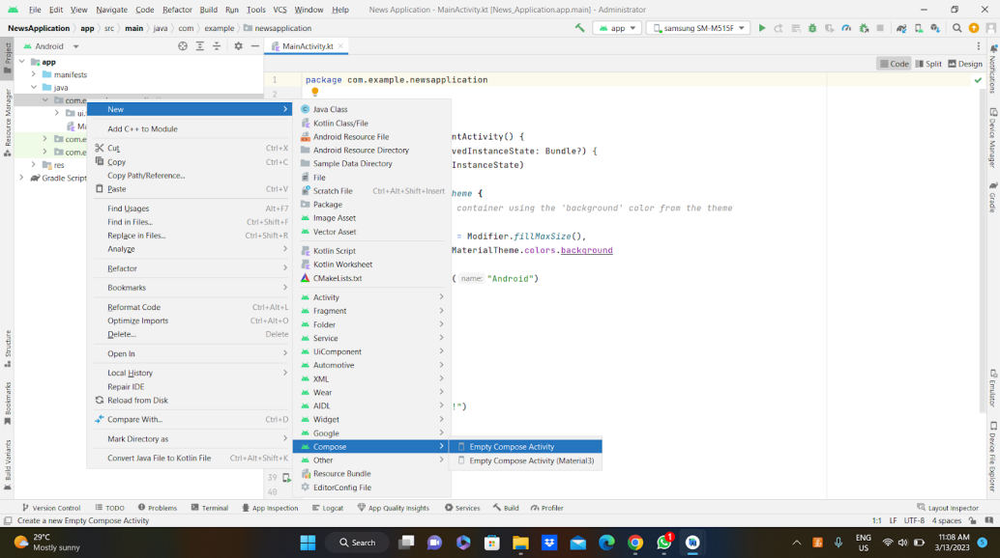 File Edit View Navigate Code Refactor Build Run Tools VCS Window Help News Application - MainActivity.kt [News_Application.app.main] - Administrator
NewsApplication app src main java com example newsapplication app samsung SM-M515F
Android MainActivity.kt
Code Split Design
Project
Resource Manager
Structure
Bookmarks
Build Variants
app
manifests
java
ui.
Ma
com.e
com.e
res
Gradle Script
New
Add C++ to Module
Cut Ctrl+X
Copy Ctrl+C
Copy Path/Reference...
Paste Ctrl+V
Find Usages Alt+F7
Find in Files... Ctrl+Shift+F
Replace in Files... Ctrl+Shift+R
Analyze
Refactor
Bookmarks
Reformat Code Ctrl+Alt+L
Optimize Imports Ctrl+Alt+O
Delete... Delete
Open In
Local History
Repair IDE
Reload from Disk
Compare With... Ctrl+D
Mark Directory as
Convert Java File to Kotlin File Ctrl+Alt+Shift+K
Java Class
Kotlin Class/File
Android Resource File
Android Resource Directory
Sample Data Directory
File
Scratch File Ctrl+Alt+Shift+Insert
Package
Image Asset
Vector Asset
Kotlin Script
Kotlin Worksheet
CMakeLists.txt
Activity
Fragment
Folder
Service
UiComponent
Automotive
XML
Wear
AIDL
Widget
Google
Compose
Other
Resource Bundle
EditorConfig File
Empty Compose Activity
Empty Compose Activity (Material3)
1 package com.example.newsapplication
2
ntActivity() {
vedInstanceState: Bundle?) {
InstanceState)
heme {
container using the 'background' color from the theme
= Modifier.fillMaxSize(),
MaterialTheme.colors.background
( name: "Android")
!")
39
40
Notifications
Device Manager
Gradle
Emulator
Device File Explorer
Version Control TODO Problems Terminal App Inspection Logcat App Quality Insights Services Build Profiler Layout Inspector
Create a new Empty Compose Activity 1:1 LF UTF-8 4 spaces
29°C
Mostly sunny
Search
1
ENG
US
11:08 AM
3/13/2023
5